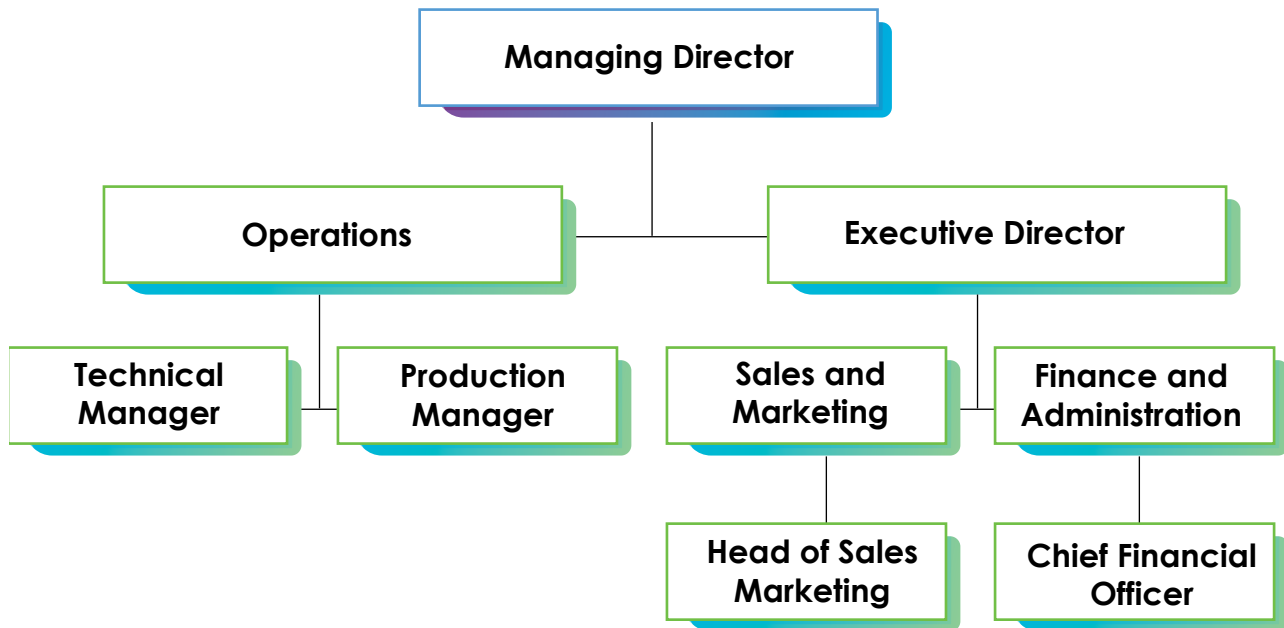 Managing Director
Operations
Executive Director
Technical
Manager
Production
Manager
Sales and
Marketing
Finance and
Administration
Head of Sales
Marketing
Chief Financial
Officer